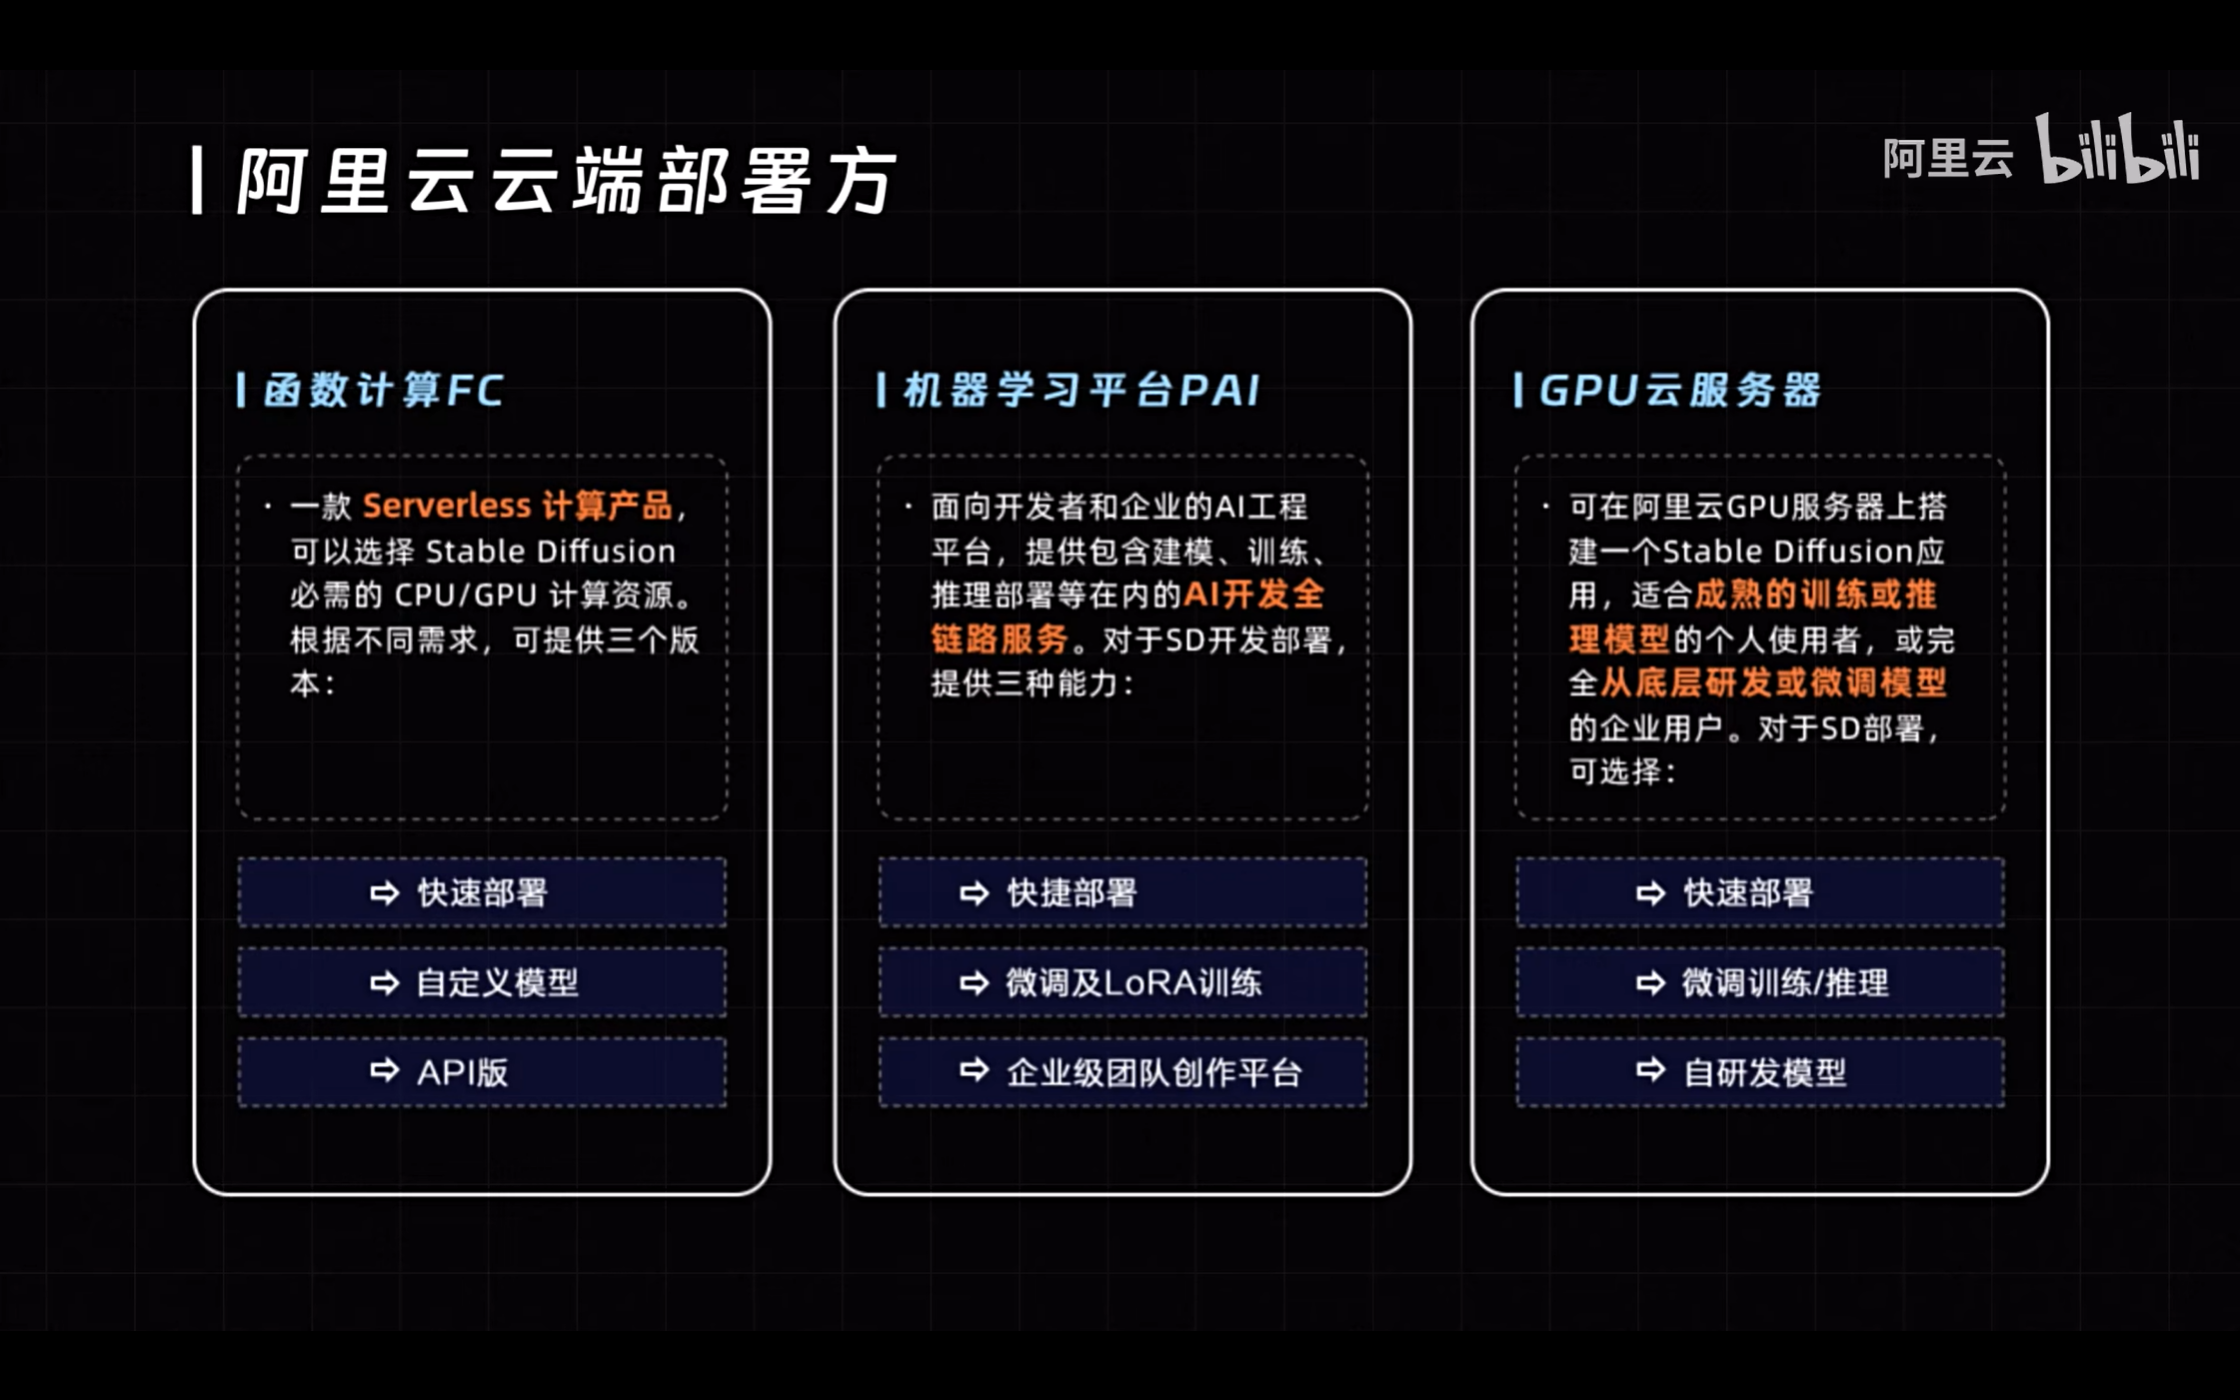 阿里云云端部署方
阿里云 bilibili
函数计算FC
· 一款 Serverless 计算产品，
可以选择 Stable Diffusion
必需的 CPU/GPU 计算资源。
根据不同需求，可提供三个版
本：
⇨ 快速部署
⇨ 自定义模型
⇨ API版
机器学习平台PAI
· 面向开发者和企业的AI工程
平台，提供包含建模、训练、
推理部署等在内的AI开发全
链路服务。对于SD开发部署，
提供三种能力：
⇨ 快捷部署
⇨ 微调及LoRA训练
⇨ 企业级团队创作平台
GPU云服务器
· 可在阿里云GPU服务器上搭
建一个Stable Diffusion应
用，适合成熟的训练或推
理模型的个人使用者，或完
全从底层研发或微调模型
的企业用户。对于SD部署，
可选择：
⇨ 快速部署
⇨ 微调训练/推理
⇨ 自研发模型